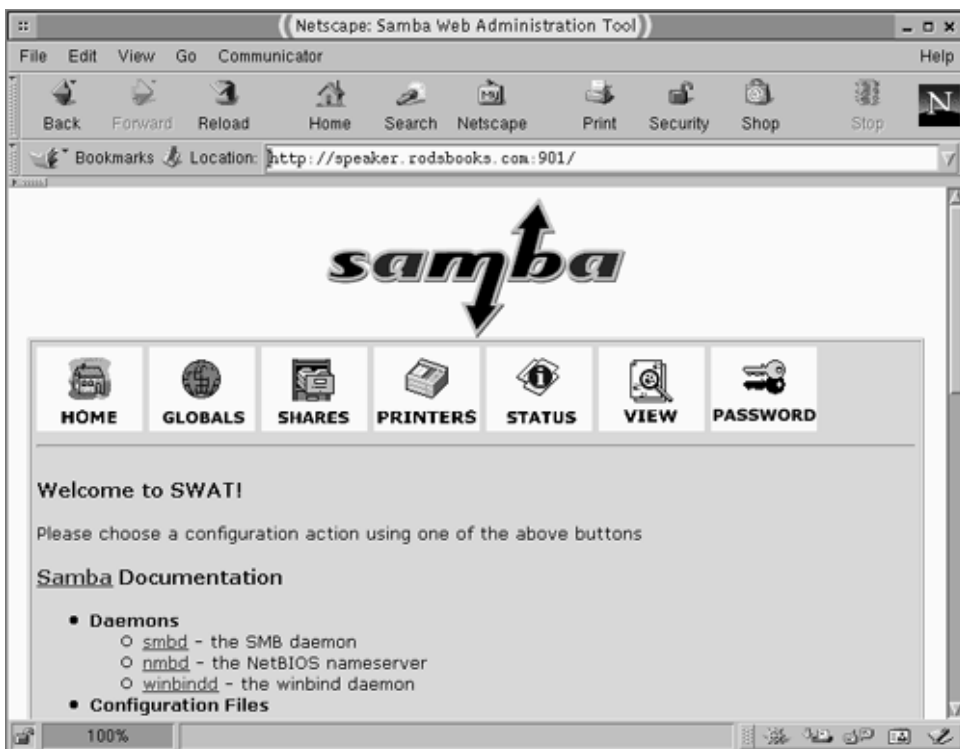 Netscape: Samba Web Administration Tool
File Edit View Go Communicator Help
Back Forward Reload Home Search Netscape Print Security Shop Stop
My
N
Bookmarks Location: http://speaker.rodsbooks.com:901/
samba
HOME GLOBALS SHARES PRINTERS STATUS VIEW PASSWORD
Welcome to SWAT!
Please choose a configuration action using one of the above buttons
Samba Documentation
Daemons
smbd - the SMB daemon
nmbd - the NetBIOS nameserver
winbindd - the winbind daemon
Configuration Files
100%